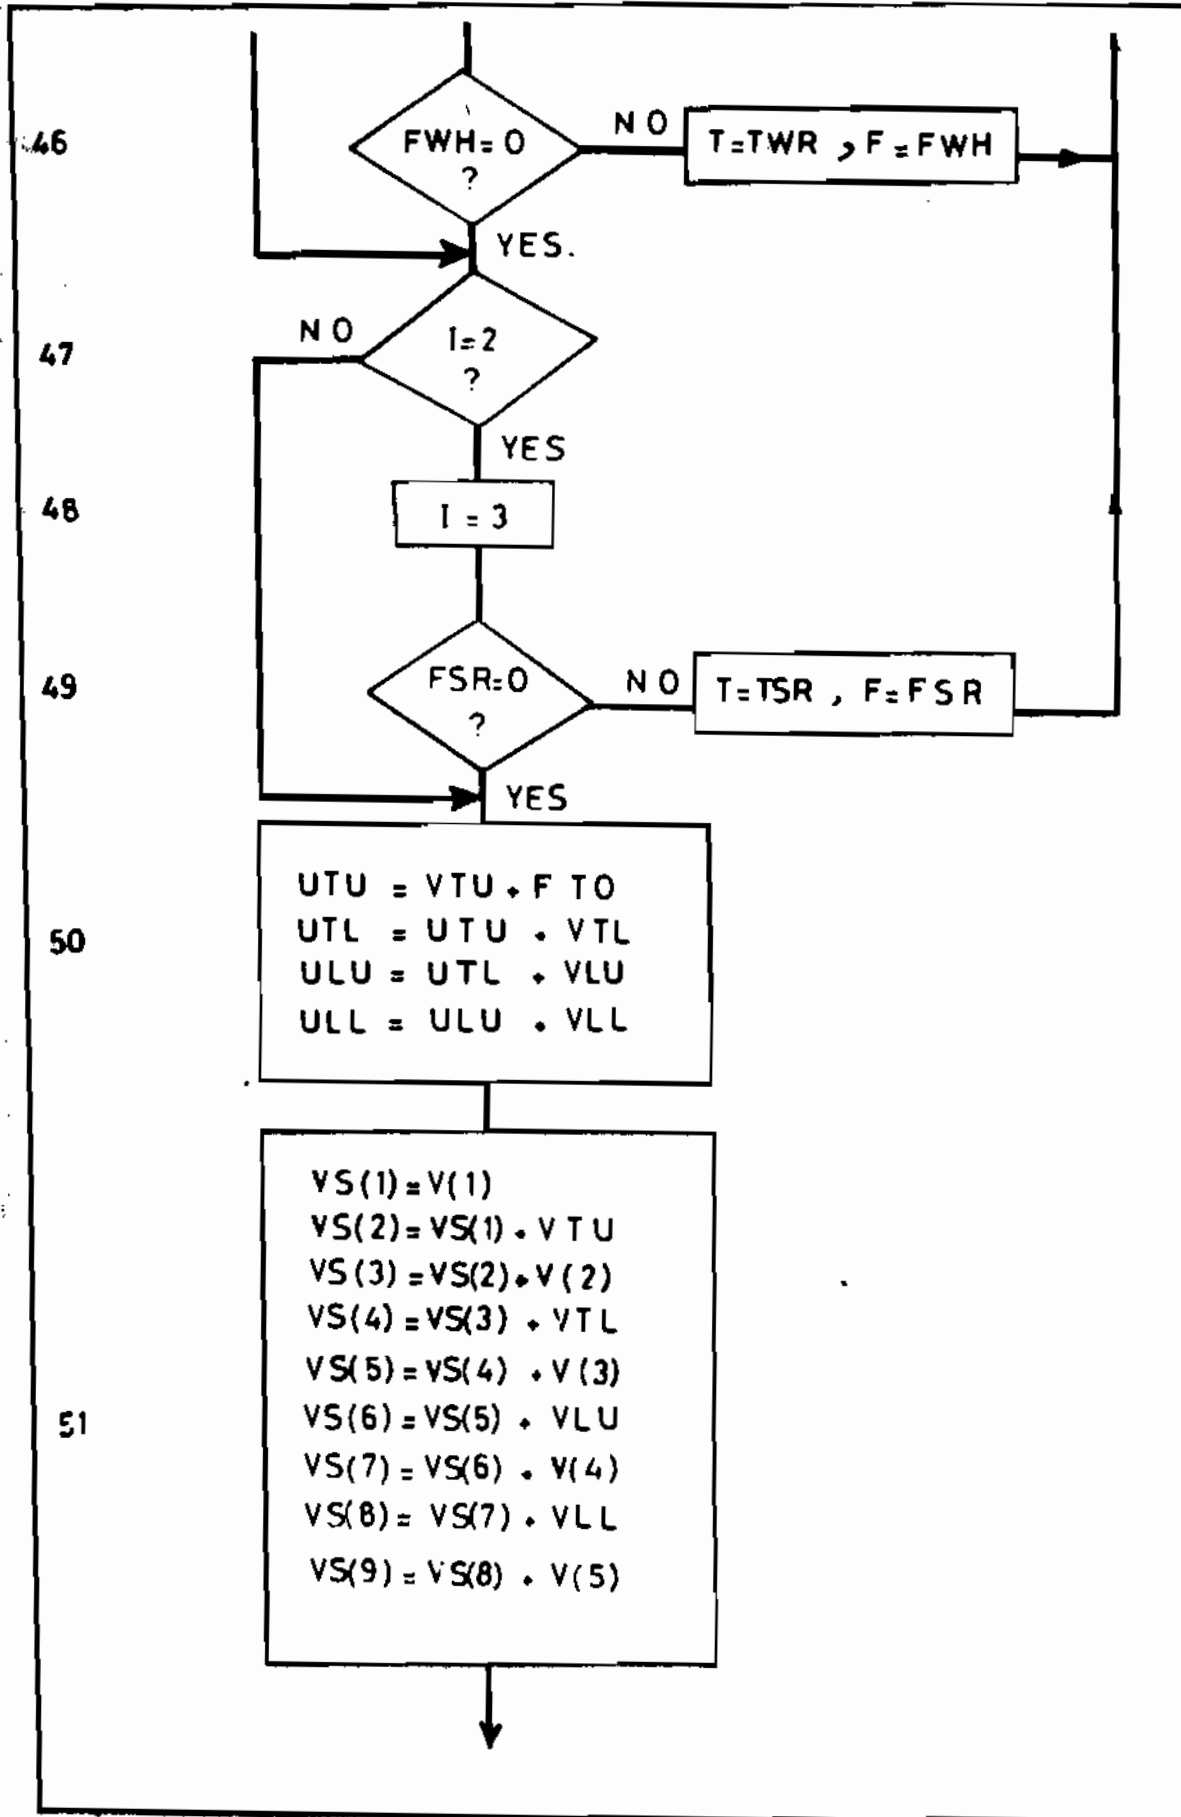 46
FWH=0
?
NO
T=TWR , F=FWH
YES.
47
NO
I=2
?
YES
48
I = 3
49
FSR=0
?
NO
T=TSR , F=FSR
YES
50
UTU = VTU + FTO
UTL = UTU + VTL
ULU = UTL + VLU
ULL = ULU + VLL
51
VS(1)=V(1)
VS(2)=VS(1)+VTU
VS(3)=VS(2)+V(2)
VS(4)=VS(3) + VTL
VS(5)=VS(4) + V(3)
VS(6)=VS(5) + VLU
VS(7)=VS(6) + V(4)
VS(8)= VS(7) + VLL
VS(9)=VS(8) + V(5)